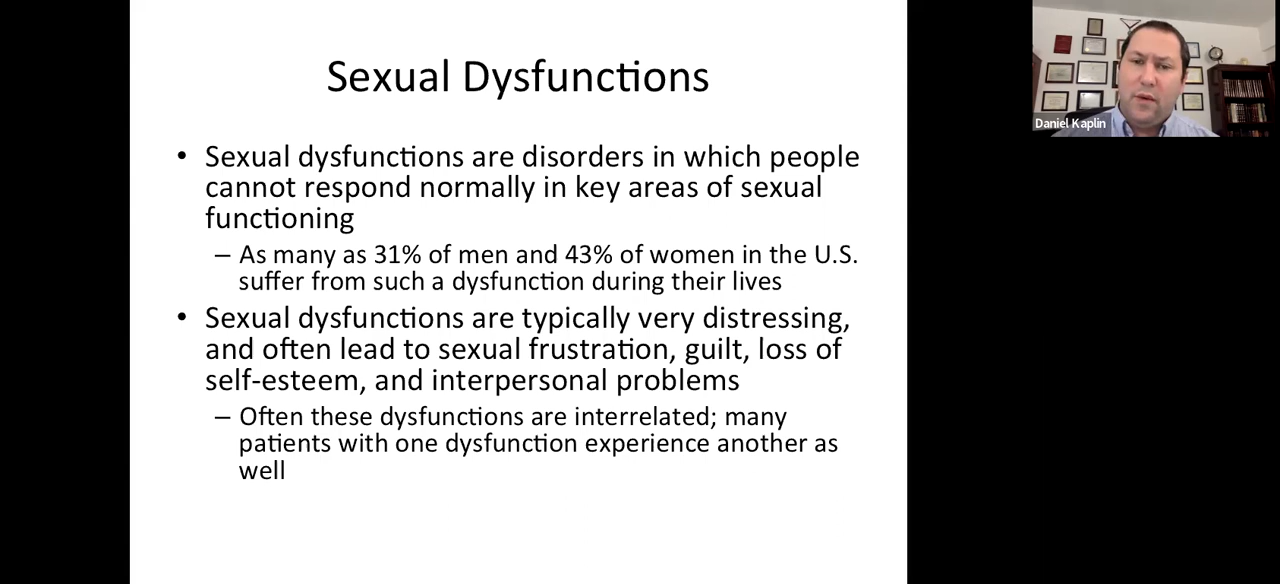 Sexual Dysfunctions
• Sexual dysfunctions are disorders in which people
cannot respond normally in key areas of sexual
functioning
– As many as 31% of men and 43% of women in the U.S.
suffer from such a dysfunction during their lives
• Sexual dysfunctions are typically very distressing,
and often lead to sexual frustration, guilt, loss of
self-esteem, and interpersonal problems
– Often these dysfunctions are interrelated; many
patients with one dysfunction experience another as
well
Daniel Kaplin